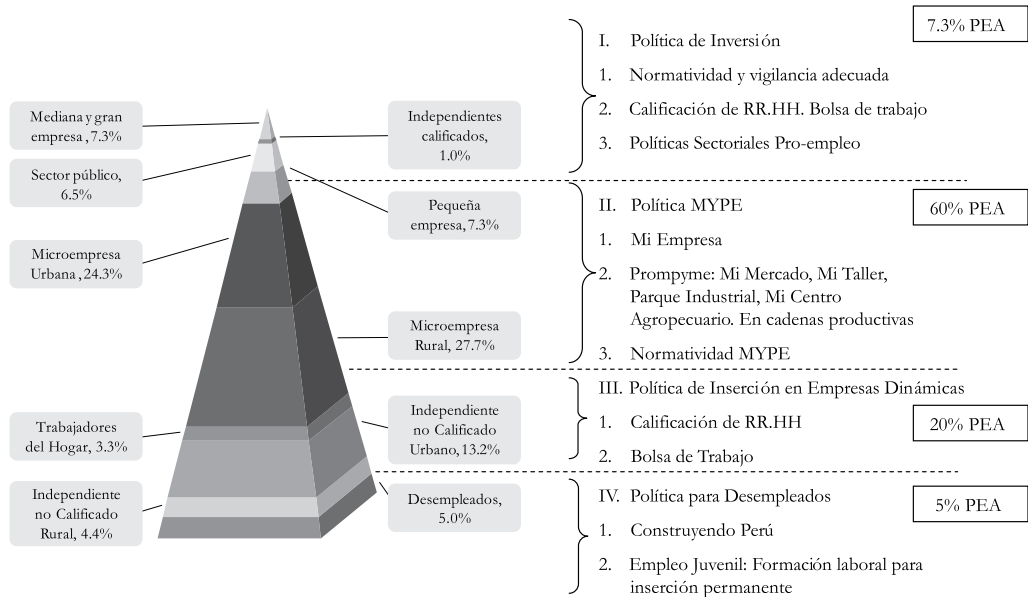 Mediana y gran
empresa, 7.3%
Sector público,
6.5%
Microempresa
Urbana, 24.3%
Trabajadores
del Hogar, 3.3%
Independiente
no Calificado
Rural, 4.4%
Independientes
calificados,
1.0%
Pequeña
empresa, 7.3%
Microempresa
Rural, 27.7%
Independiente
no Calificado
Urbano, 13.2%
Desempleados,
5.0%
7.3% PEA
I. Política de Inversión
1. Normatividad y vigilancia adecuada
2. Calificación de RR.HH. Bolsa de trabajo
3. Políticas Sectoriales Pro-empleo
60% PEA
II. Política MYPE
1. Mi Empresa
2. Prompyme: Mi Mercado, Mi Taller,
Parque Industrial, Mi Centro
Agropecuario. En cadenas productivas
3. Normatividad MYPE
III. Política de Inserción en Empresas Dinámicas
20% PEA
1. Calificación de RR.HH
2. Bolsa de Trabajo
IV. Política para Desempleados
5% PEA
1. Construyendo Perú
2. Empleo Juvenil: Formación laboral para
inserción permanente